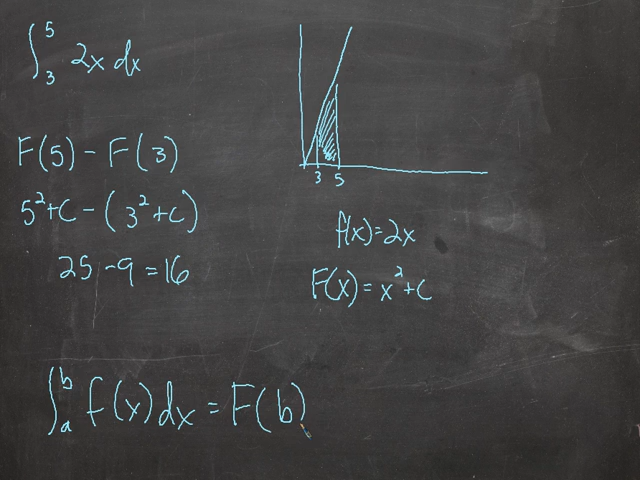 ∫₃⁵ 2x dx
F(5) - F(3)
5²+C-(3²+C)
25-9=16
3 5
f(x)=2x
F(x)=x²+C
∫ₐᵇ f(x)dx=F(b)